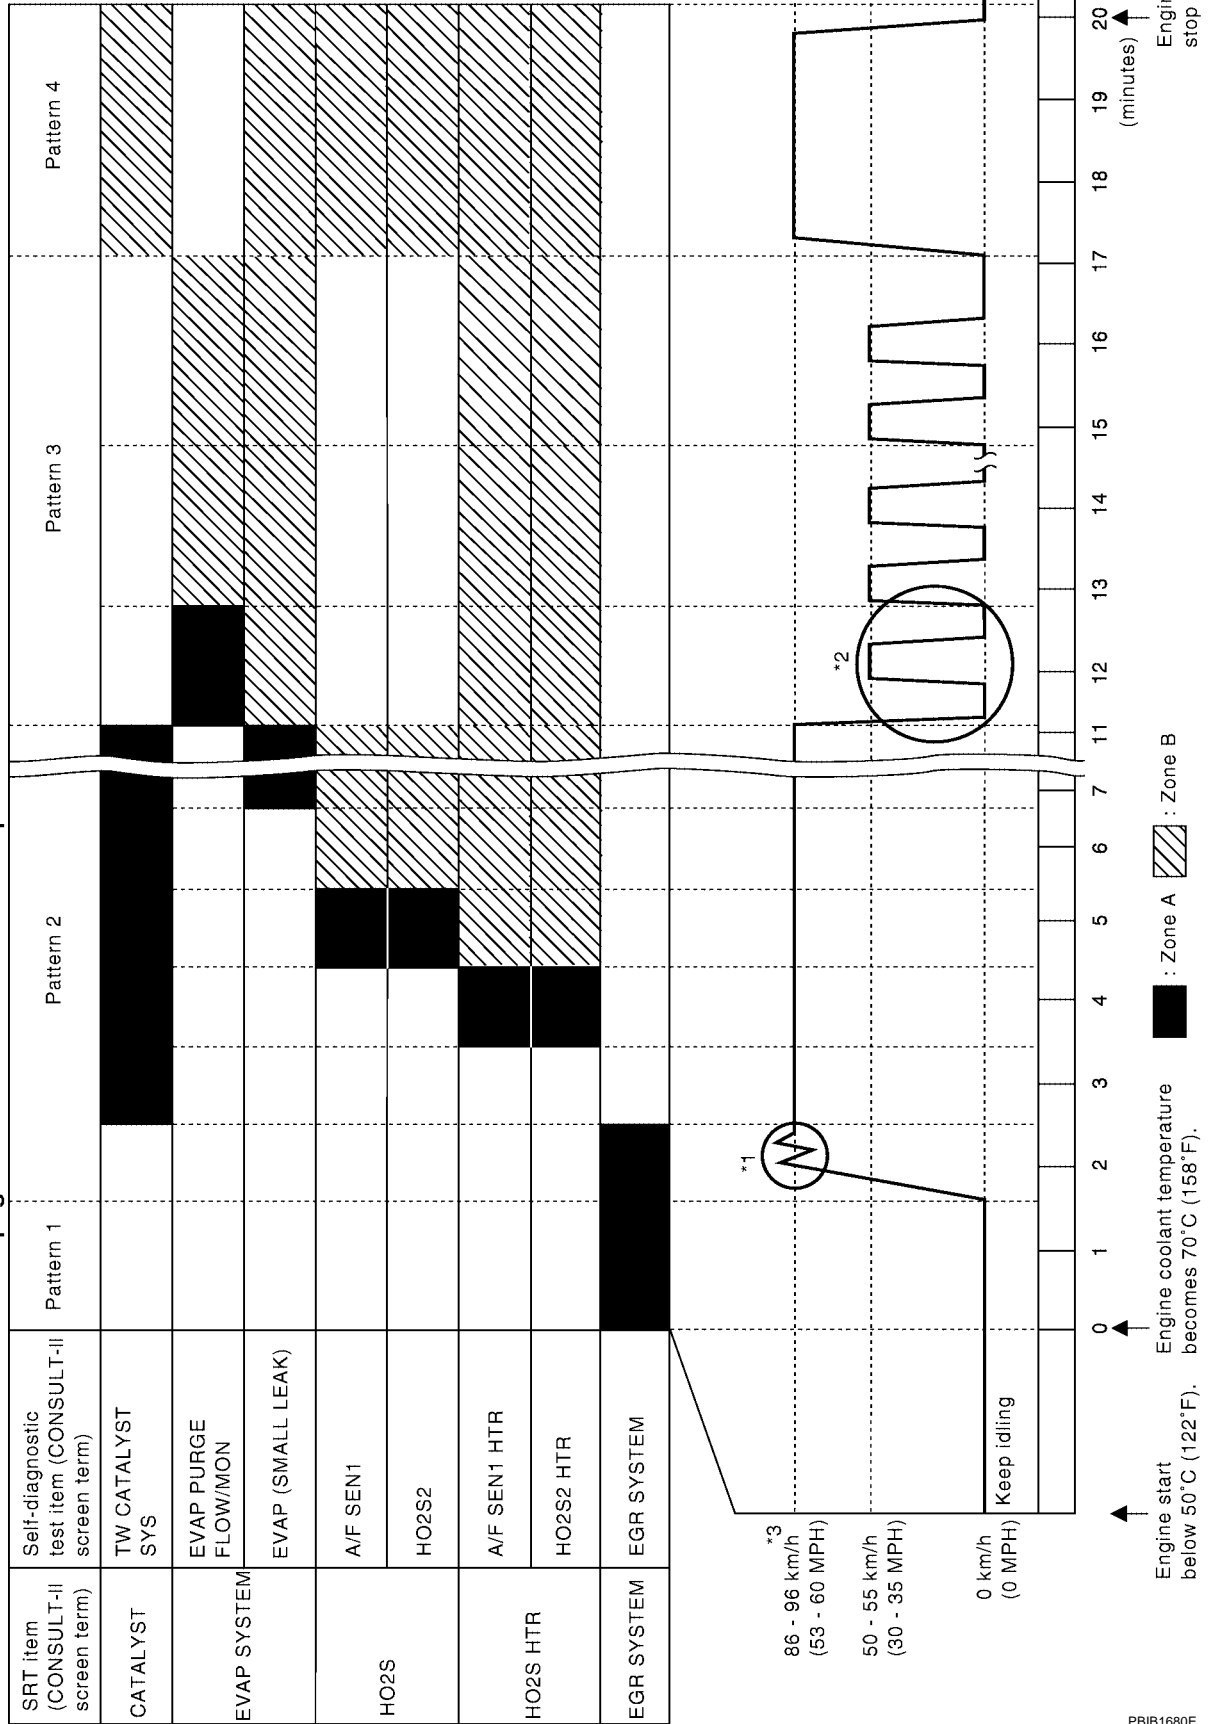 SRT item
(CONSULT-II
screen term)
Self-diagnostic
test item (CONSULT-II
screen term)
Pattern 1
Pattern 2
Pattern 3
Pattern 4
CATALYST
TW CATALYST
SYS
EVAP SYSTEM
EVAP PURGE
FLOW/MON
EVAP (SMALL LEAK)
HO2S
A/F SEN1
HO2S2
HO2S HTR
A/F SEN1 HTR
HO2S2 HTR
EGR SYSTEM
EGR SYSTEM
*1
*2
*3
86 - 96 km/h
(53 - 60 MPH)
50 - 55 km/h
(30 - 35 MPH)
0 km/h
(0 MPH)
Keep idling
0 1 2 3 4 5 6 7 11 12 13 14 15 16 17 18 19 20
(minutes)
Engine start
below 50°C (122°F).
Engine coolant temperature
becomes 70°C (158°F).
: Zone A
: Zone B
Engin
stop
PBIB1680E